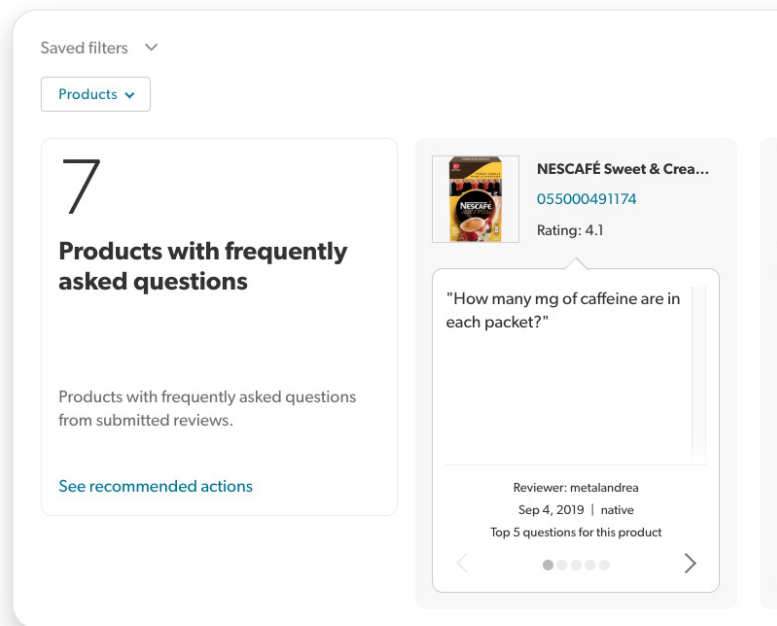 Saved filters
Products
7
Products with frequently
asked questions
Products with frequently asked questions
from submitted reviews.
See recommended actions
NESCAFÉ Sweet & Crea...
055000491174
Rating: 4.1
NESCAFÉ
"How many mg of caffeine are in
each packet?"
Reviewer: metalandrea
Sep 4, 2019 | native
Top 5 questions for this product